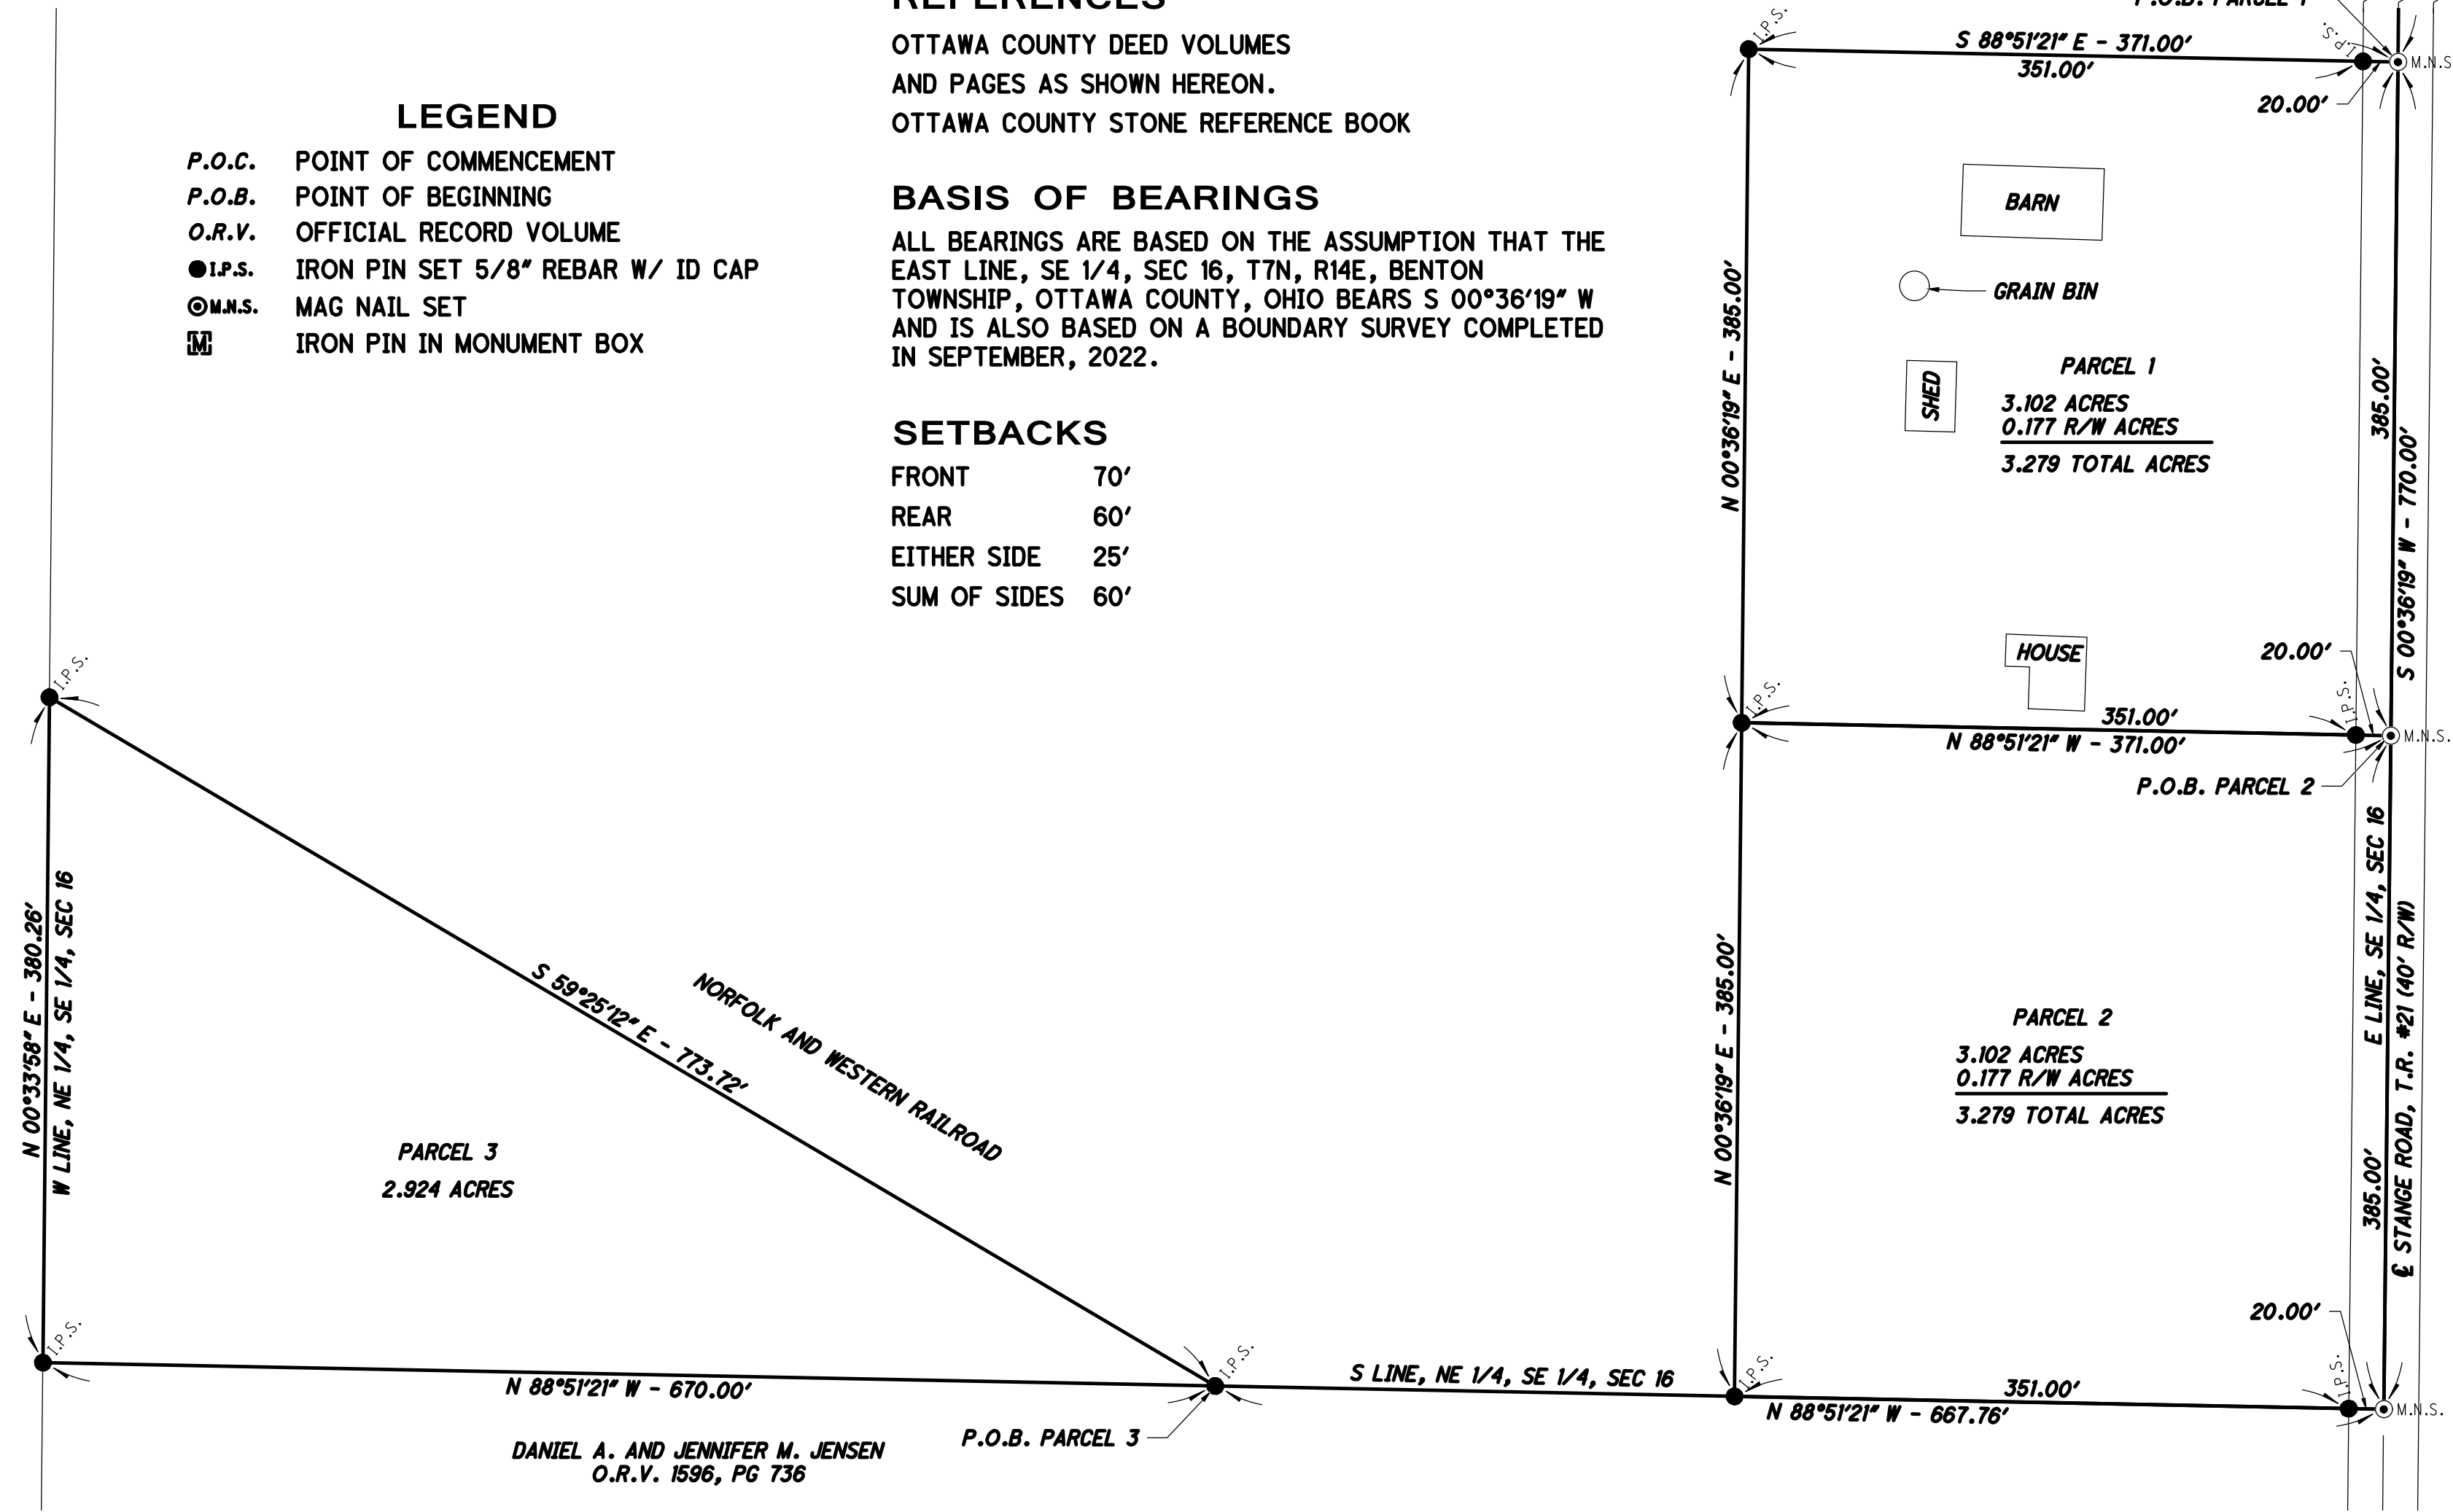 REFERENCES
OTTAWA COUNTY DEED VOLUMES
AND PAGES AS SHOWN HEREON.
OTTAWA COUNTY STONE REFERENCE BOOK
LEGEND
P.O.C. POINT OF COMMENCEMENT
P.O.B. POINT OF BEGINNING
O.R.V. OFFICIAL RECORD VOLUME
I.P.S. IRON PIN SET 5/8" REBAR W/ ID CAP
M.N.S. MAG NAIL SET
M IRON PIN IN MONUMENT BOX
BASIS OF BEARINGS
ALL BEARINGS ARE BASED ON THE ASSUMPTION THAT THE
EAST LINE, SE 1/4, SEC 16, T7N, R14E, BENTON
TOWNSHIP, OTTAWA COUNTY, OHIO BEARS S 00°36'19" W
AND IS ALSO BASED ON A BOUNDARY SURVEY COMPLETED
IN SEPTEMBER, 2022.
SETBACKS
FRONT 70'
REAR 60'
EITHER SIDE 25'
SUM OF SIDES 60'
P.O.B. PARCEL 1
I.P.S.
S 88°51'21" E - 371.00'
351.00'
I.P.S.
M.N.S
20.00'
BARN
GRAIN BIN
SHED
PARCEL 1
3.102 ACRES
0.177 R/W ACRES
3.279 TOTAL ACRES
N 00°36'19" E - 385.00'
385.00'
S 00°36'19" W - 770.00'
HOUSE
20.00'
I.P.S.
I.P.S.
351.00'
N 88°51'21" W - 371.00'
M.N.S.
P.O.B. PARCEL 2
E LINE, SE 1/4, SEC 16
℄ STANGE ROAD, T.R. #21 (40' R/W)
N 00°36'19" E - 385.00'
PARCEL 2
3.102 ACRES
0.177 R/W ACRES
3.279 TOTAL ACRES
385.00'
20.00'
I.P.S.
I.P.S.
351.00'
N 88°51'21" W - 667.76'
M.N.S.
I.P.S.
N 00°33'58" E - 380.26'
W LINE, NE 1/4, SE 1/4, SEC 16
S 59°25'12" E - 773.72'
NORFOLK AND WESTERN RAILROAD
PARCEL 3
2.924 ACRES
I.P.S.
I.P.S.
S LINE, NE 1/4, SE 1/4, SEC 16
N 88°51'21" W - 670.00'
P.O.B. PARCEL 3
DANIEL A. AND JENNIFER M. JENSEN
O.R.V. 1596, PG 736